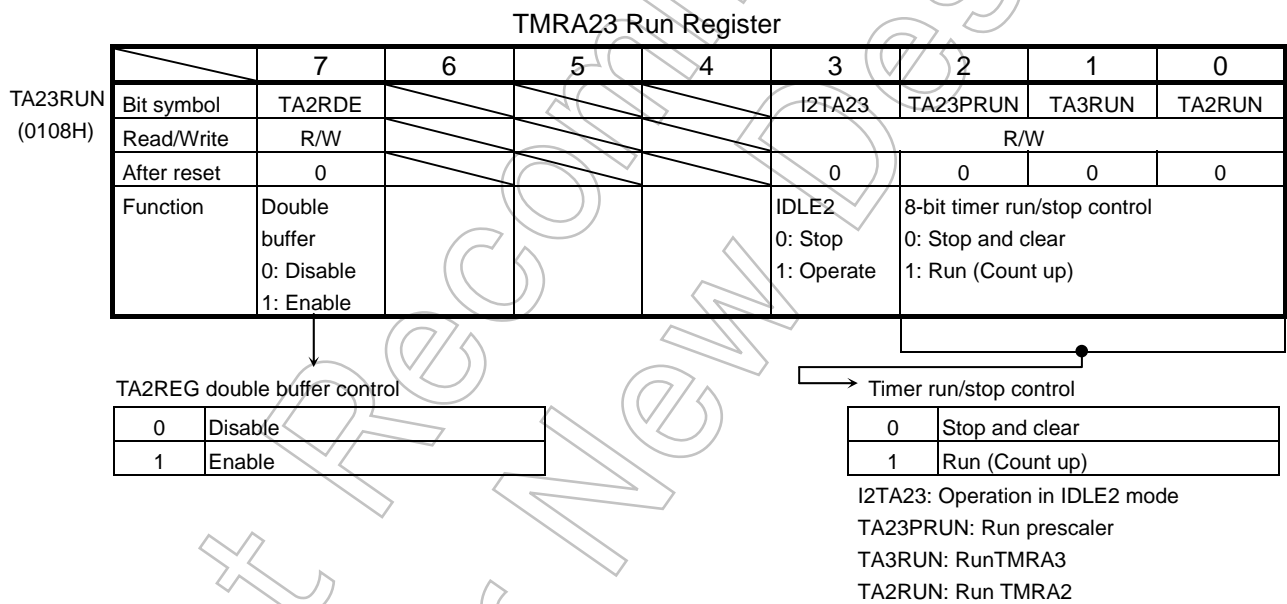 TMRA23 Run Register
7 6 5 4 3 2 1 0
TA23RUN Bit symbol TA2RDE I2TA23 TA23PRUN TA3RUN TA2RUN
(0108H) Read/Write R/W R/W
After reset 0 0 0 0 0
Function Double IDLE2 8-bit timer run/stop control
buffer 0: Stop 0: Stop and clear
0: Disable 1: Operate 1: Run (Count up)
1: Enable
TA2REG double buffer control Timer run/stop control
0 Disable 0 Stop and clear
1 Enable 1 Run (Count up)
I2TA23: Operation in IDLE2 mode
TA23PRUN: Run prescaler
TA3RUN: RunTMRA3
TA2RUN: Run TMRA2